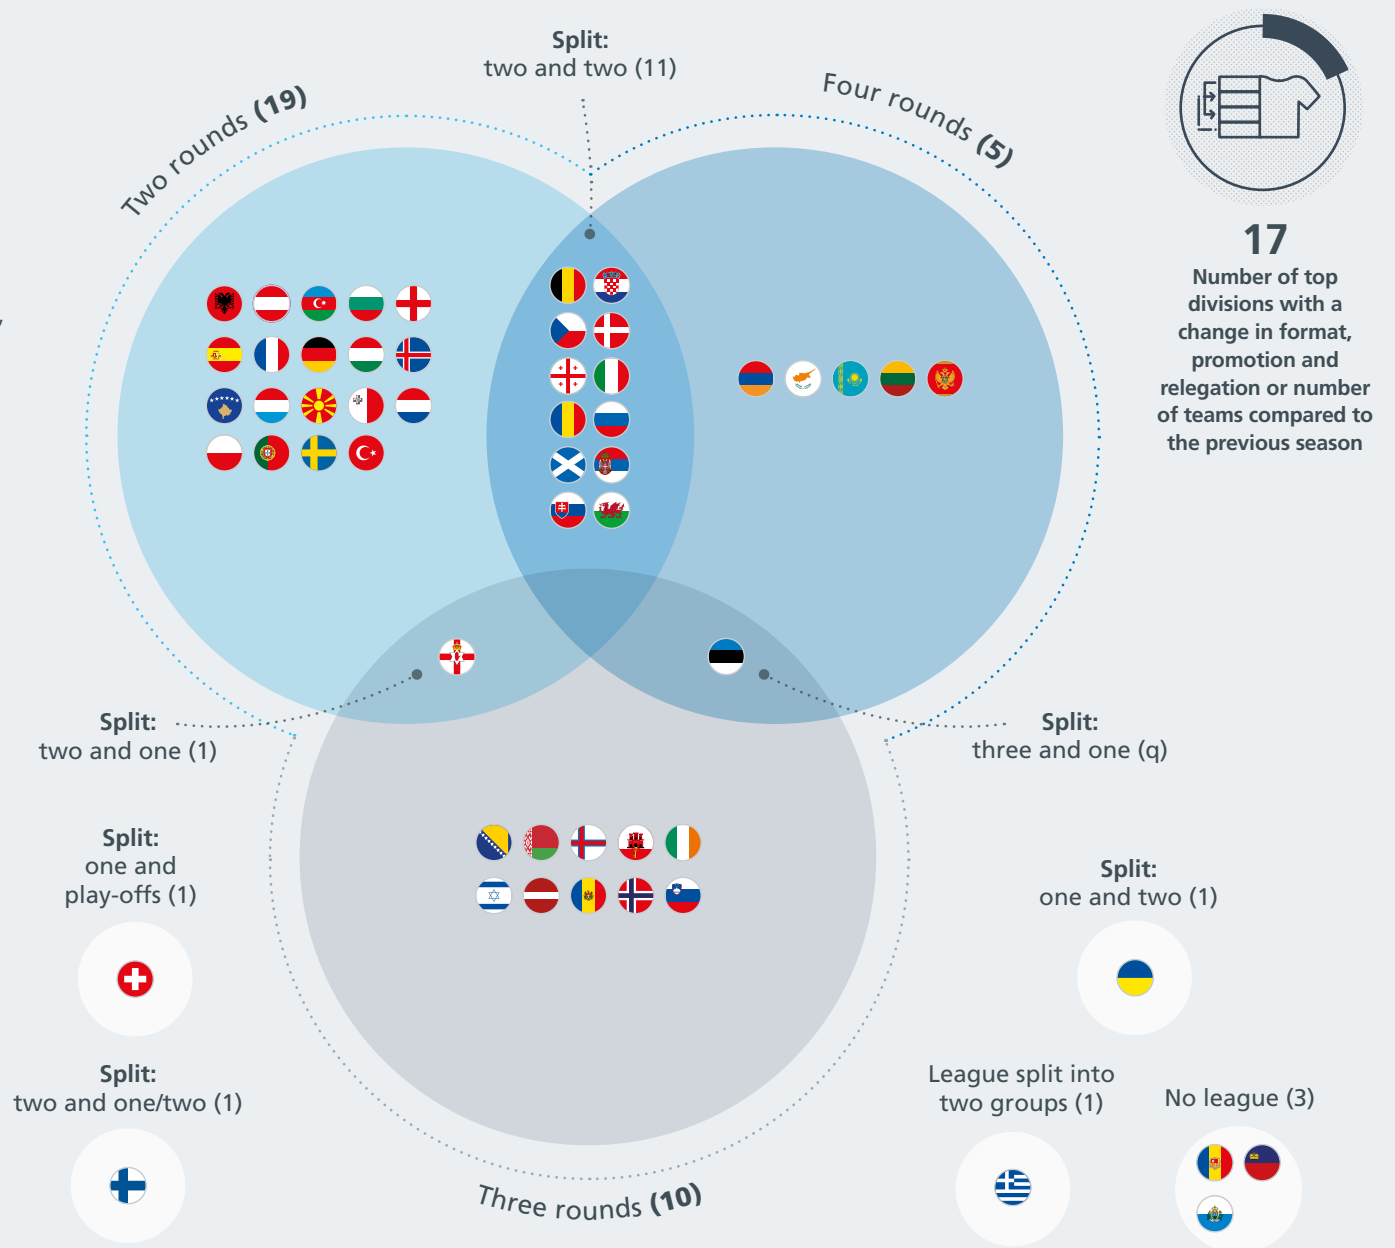 Split:
two and two (11)
Two rounds (19)
Four rounds (5)
17
Number of top
divisions with a
change in format,
promotion and
relegation or number
of teams compared to
the previous season
Split:
two and one (1)
Split:
three and one (q)
Split:
one and
play-offs (1)
Split:
one and two (1)
Split:
two and one/two (1)
League split into
two groups (1)
No league (3)
Three rounds (10)